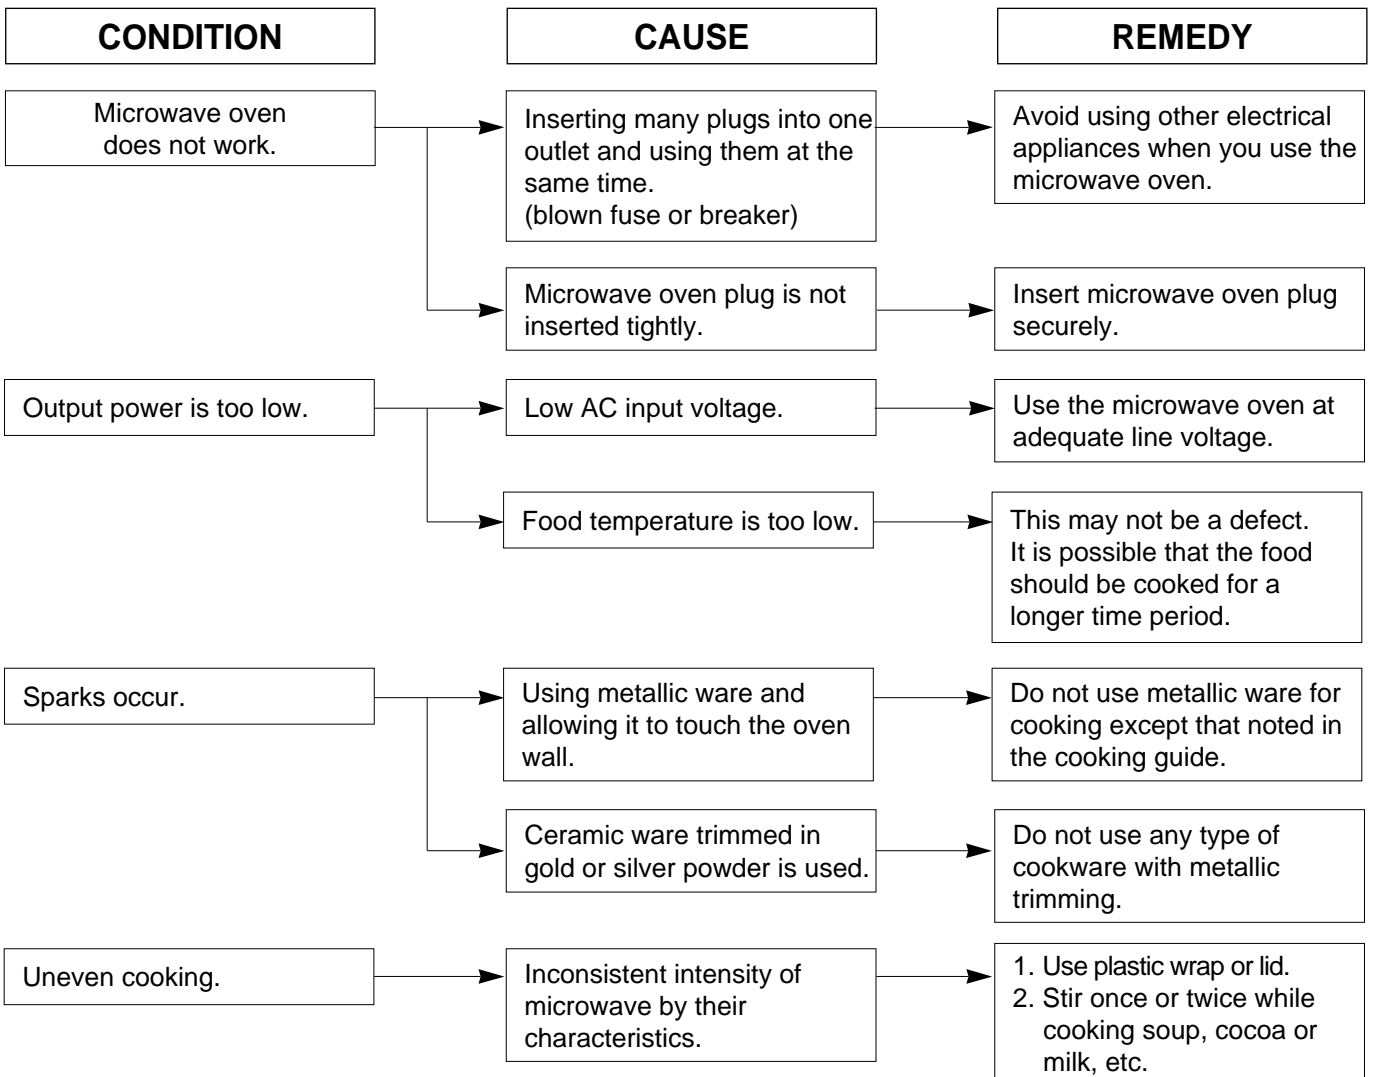 CONDITION
CAUSE
REMEDY
Microwave oven
does not work.
Inserting many plugs into one
outlet and using them at the
same time.
(blown fuse or breaker)
Avoid using other electrical
appliances when you use the
microwave oven.
Microwave oven plug is not
inserted tightly.
Insert microwave oven plug
securely.
Output power is too low.
Low AC input voltage.
Use the microwave oven at
adequate line voltage.
Food temperature is too low.
This may not be a defect.
It is possible that the food
should be cooked for a
longer time period.
Sparks occur.
Using metallic ware and
allowing it to touch the oven
wall.
Do not use metallic ware for
cooking except that noted in
the cooking guide.
Ceramic ware trimmed in
gold or silver powder is used.
Do not use any type of
cookware with metallic
trimming.
Uneven cooking.
Inconsistent intensity of
microwave by their
characteristics.
1. Use plastic wrap or lid.
2. Stir once or twice while
cooking soup, cocoa or
milk, etc.